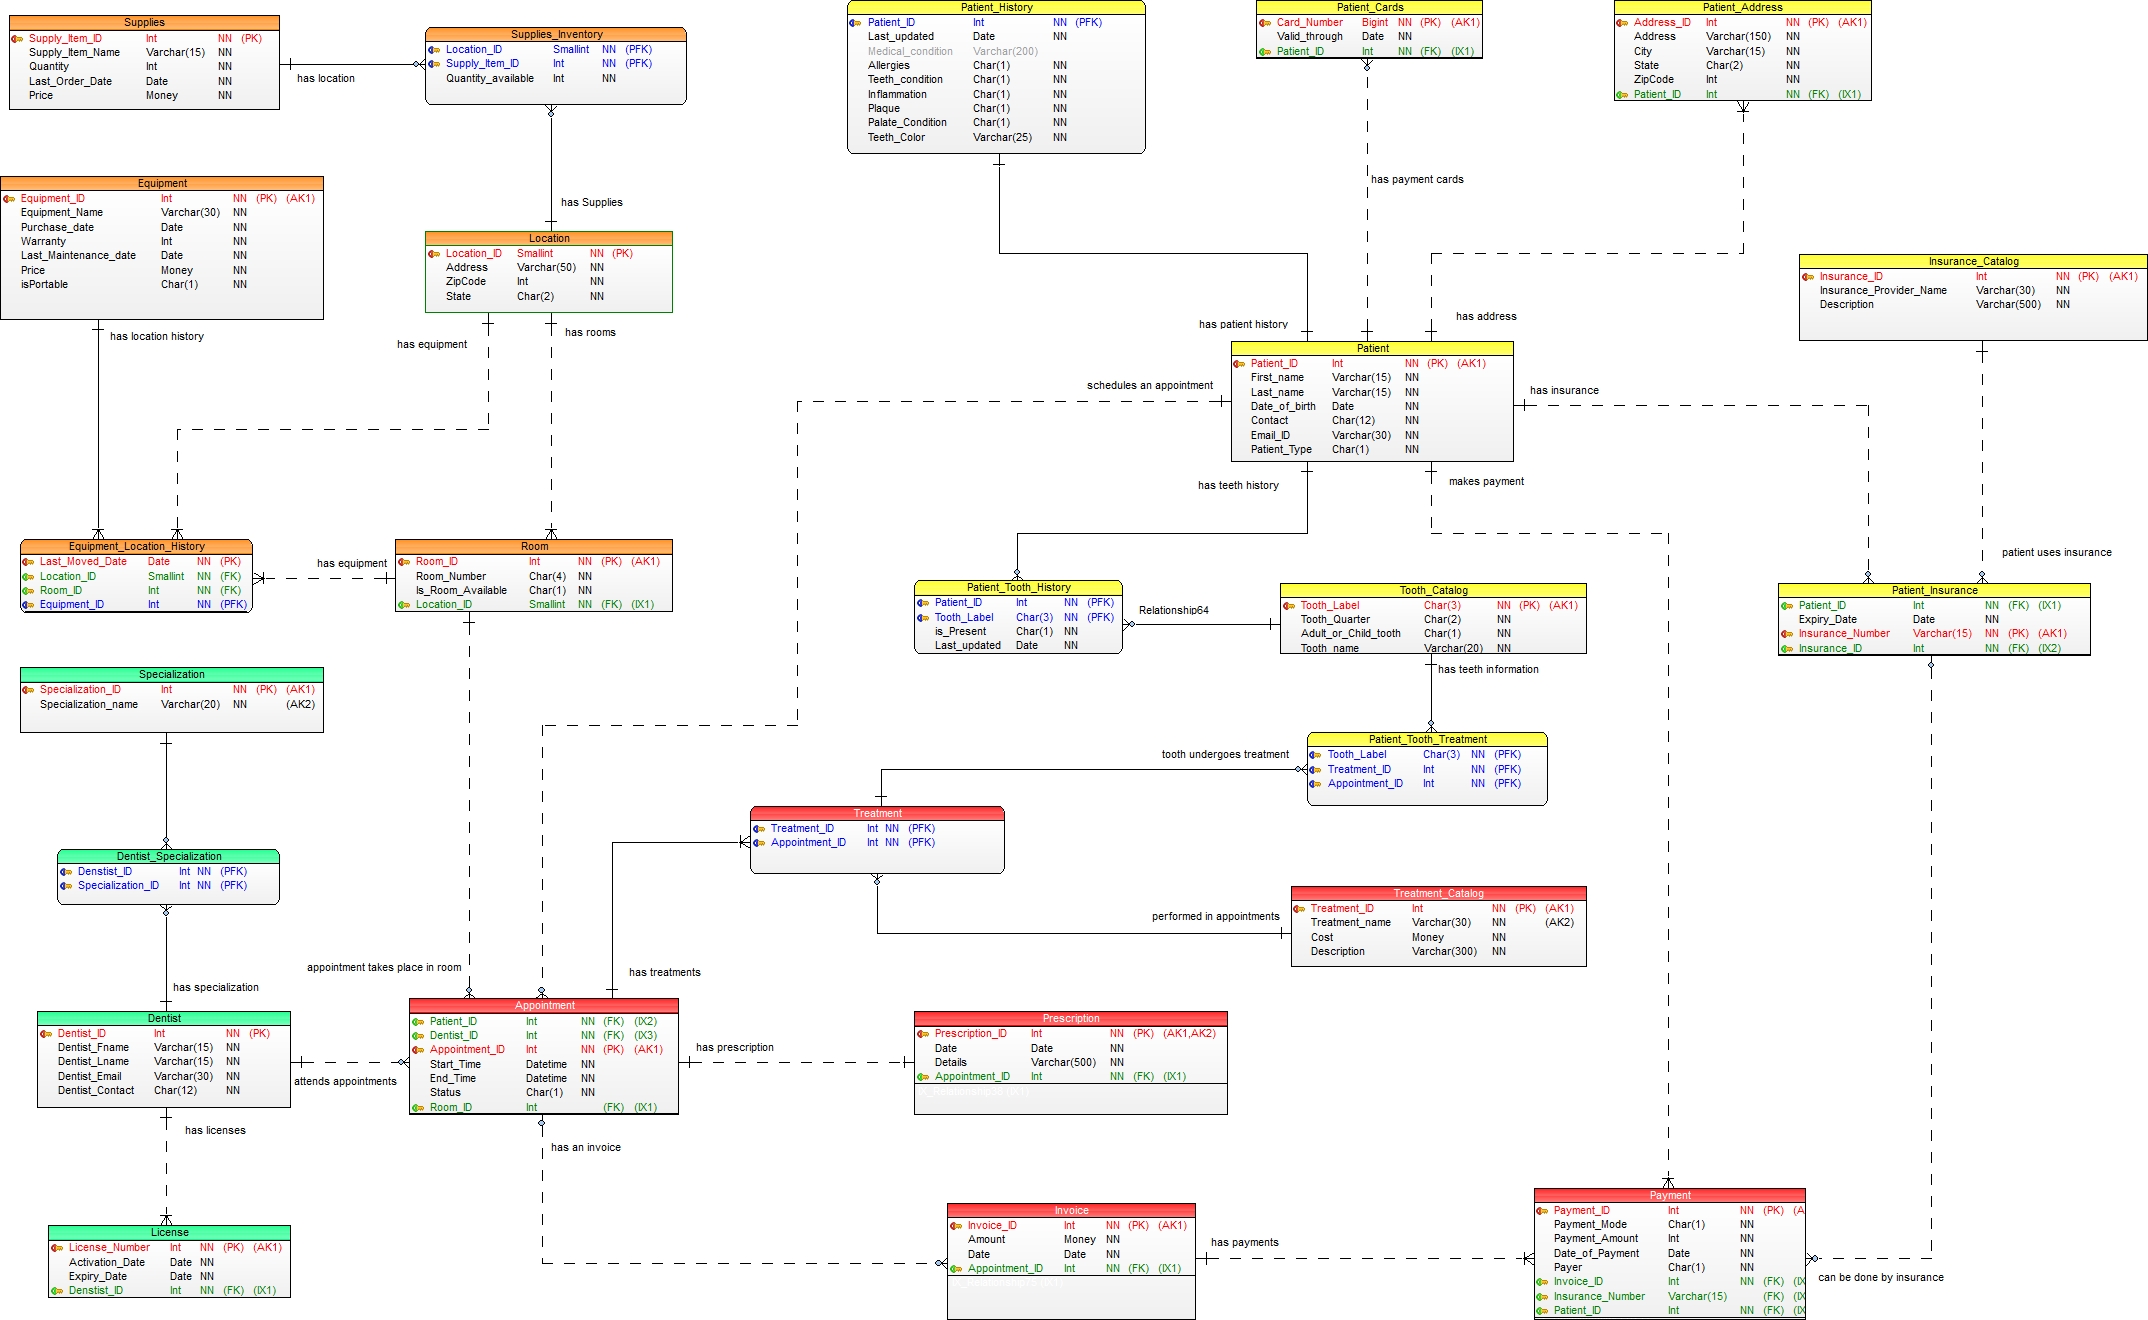 Supplies
Supply_Item_ID Int NN (PK)
Supply_Item_Name Varchar(15) NN
Quantity Int NN
Last_Order_Date Date NN
Price Money NN
has location
Supplies_Inventory
Location_ID Smallint NN (PFK)
Supply_Item_ID Int NN (PFK)
Quantity_available Int NN
has Supplies
Patient_History
Patient_ID Int NN (PFK)
Last_updated Date NN
Medical_condition Varchar(200)
Allergies Char(1) NN
Teeth_condition Char(1) NN
Inflammation Char(1) NN
Plaque Char(1) NN
Palate_Condition Char(1) NN
Teeth_Color Varchar(25) NN
Patient_Cards
Card_Number Bigint NN (PK) (AK1)
Valid_through Date NN
Patient_ID Int NN (FK) (IX1)
has payment cards
Patient_Address
Address_ID Int NN (PK) (AK1)
Address Varchar(150) NN
City Varchar(15) NN
State Char(2) NN
ZipCode Int NN
Patient_ID Int NN (FK) (IX1)
Equipment
Equipment_ID Int NN (PK) (AK1)
Equipment_Name Varchar(30) NN
Purchase_date Date NN
Warranty Int NN
Last_Maintenance_date Date NN
Price Money NN
isPortable Char(1) NN
has location history
Location
Location_ID Smallint NN (PK)
Address Varchar(50) NN
ZipCode Int NN
State Char(2) NN
has equipment
has rooms
Insurance_Catalog
Insurance_ID Int NN (PK) (AK1)
Insurance_Provider_Name Varchar(30) NN
Description Varchar(500) NN
has patient history
has address
Patient
Patient_ID Int NN (PK) (AK1)
First_name Varchar(15) NN
Last_name Varchar(15) NN
Date_of_birth Date NN
Contact Char(12) NN
Email_ID Varchar(30) NN
Patient_Type Char(1) NN
schedules an appointment
has insurance
has teeth history
makes payment
patient uses insurance
Equipment_Location_History
Last_Moved_Date Date NN (PK)
Location_ID Smallint NN (FK)
Room_ID Int NN (FK)
Equipment_ID Int NN (PFK)
has equipment
Room
Room_ID Int NN (PK) (AK1)
Room_Number Char(4) NN
Is_Room_Available Char(1) NN
Location_ID Smallint NN (FK) (IX1)
Patient_Tooth_History
Patient_ID Int NN (PFK)
Tooth_Label Char(3) NN (PFK)
is_Present Char(1) NN
Last_updated Date NN
Relationship64
Tooth_Catalog
Tooth_Label Char(3) NN (PK) (AK1)
Tooth_Quarter Char(2) NN
Adult_or_Child_tooth Char(1) NN
Tooth_name Varchar(20) NN
has teeth information
Patient_Insurance
Patient_ID Int NN (FK) (IX1)
Expiry_Date Date NN
Insurance_Number Varchar(15) NN (PK) (AK1)
Insurance_ID Int NN (FK) (IX2)
Specialization
Specialization_ID Int NN (PK) (AK1)
Specialization_name Varchar(20) NN (AK2)
Patient_Tooth_Treatment
Tooth_Label Char(3) NN (PFK)
Treatment_ID Int NN (PFK)
Appointment_ID Int NN (PFK)
tooth undergoes treatment
Treatment
Treatment_ID Int NN (PFK)
Appointment_ID Int NN (PFK)
Dentist_Specialization
Denstist_ID Int NN (PFK)
Specialization_ID Int NN (PFK)
has specialization
Treatment_Catalog
Treatment_ID Int NN (PK) (AK1)
Treatment_name Varchar(30) NN (AK2)
Cost Money NN
Description Varchar(300) NN
performed in appointments
appointment takes place in room
has treatments
Dentist
Dentist_ID Int NN (PK)
Dentist_Fname Varchar(15) NN
Dentist_Lname Varchar(15) NN
Dentist_Email Varchar(30) NN
Dentist_Contact Char(12) NN
attends appointments
has licenses
Appointment
Patient_ID Int NN (FK) (IX2)
Dentist_ID Int NN (FK) (IX3)
Appointment_ID Int NN (PK) (AK1)
Start_Time Datetime NN
End_Time Datetime NN
Status Char(1) NN
Room_ID Int (FK) (IX1)
has prescription
Prescription
Prescription_ID Int NN (PK) (AK1,AK2)
Date Date NN
Details Varchar(500) NN
Appointment_ID Int NN (FK) (IX1)
has an invoice
License
License_Number Int NN (PK) (AK1)
Activation_Date Date NN
Expiry_Date Date NN
Denstist_ID Int NN (FK) (IX1)
Invoice
Invoice_ID Int NN (PK) (AK1)
Amount Money NN
Date Date NN
Appointment_ID Int NN (FK) (IX1)
has payments
Payment
Payment_ID Int NN (PK) (A
Payment_Mode Char(1) NN
Payment_Amount Int NN
Date_of_Payment Date NN
Payer Char(1) NN
Invoice_ID Int NN (FK) (IX
Insurance_Number Varchar(15) (FK) (IX
Patient_ID Int NN (FK) (IX
can be done by insurance